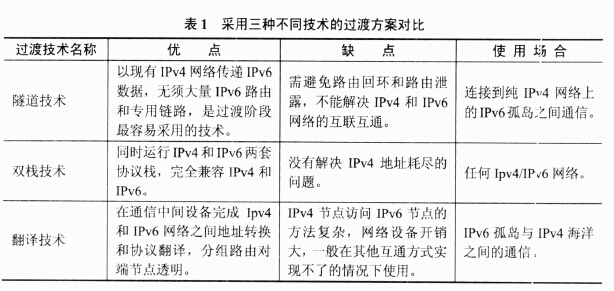 表 1 采用三种不同技术的过渡方案对比
过渡技术名称 优 点 缺 点 使 用 场 合
隧道技术
以现有 IPv4 网络传递 IPv6
数据，无须大量 IPv6 路由
和专用链路，是过渡阶段
最容易采用的技术。
需避免路由回环和路由泄
露，不能解决 IPv4 和 IPv6
网络的互联互通。
连接到纯 IPv4 网络上
的IPv6孤岛之间通信。
双栈技术
同时运行IPv4和IPv6两套
协议栈，完全兼容 IPv4 和
IPv6。
没有解决 IPv4 地址耗尽的
问题。
任何 Ipv4/IPv6 网络。
翻译技术
在通信中间设备完成 Ipv4
和 IPv6 网络之间地址转换
和协议翻译，分组路由对
端节点透明。
IPv4 节点访问 IPv6 节点的
方法复杂，网络设备开销
大，一般在其他互通方式实
现不了的情况下使用。
IPv6 孤岛与 IPv4 海洋
之间的通信。